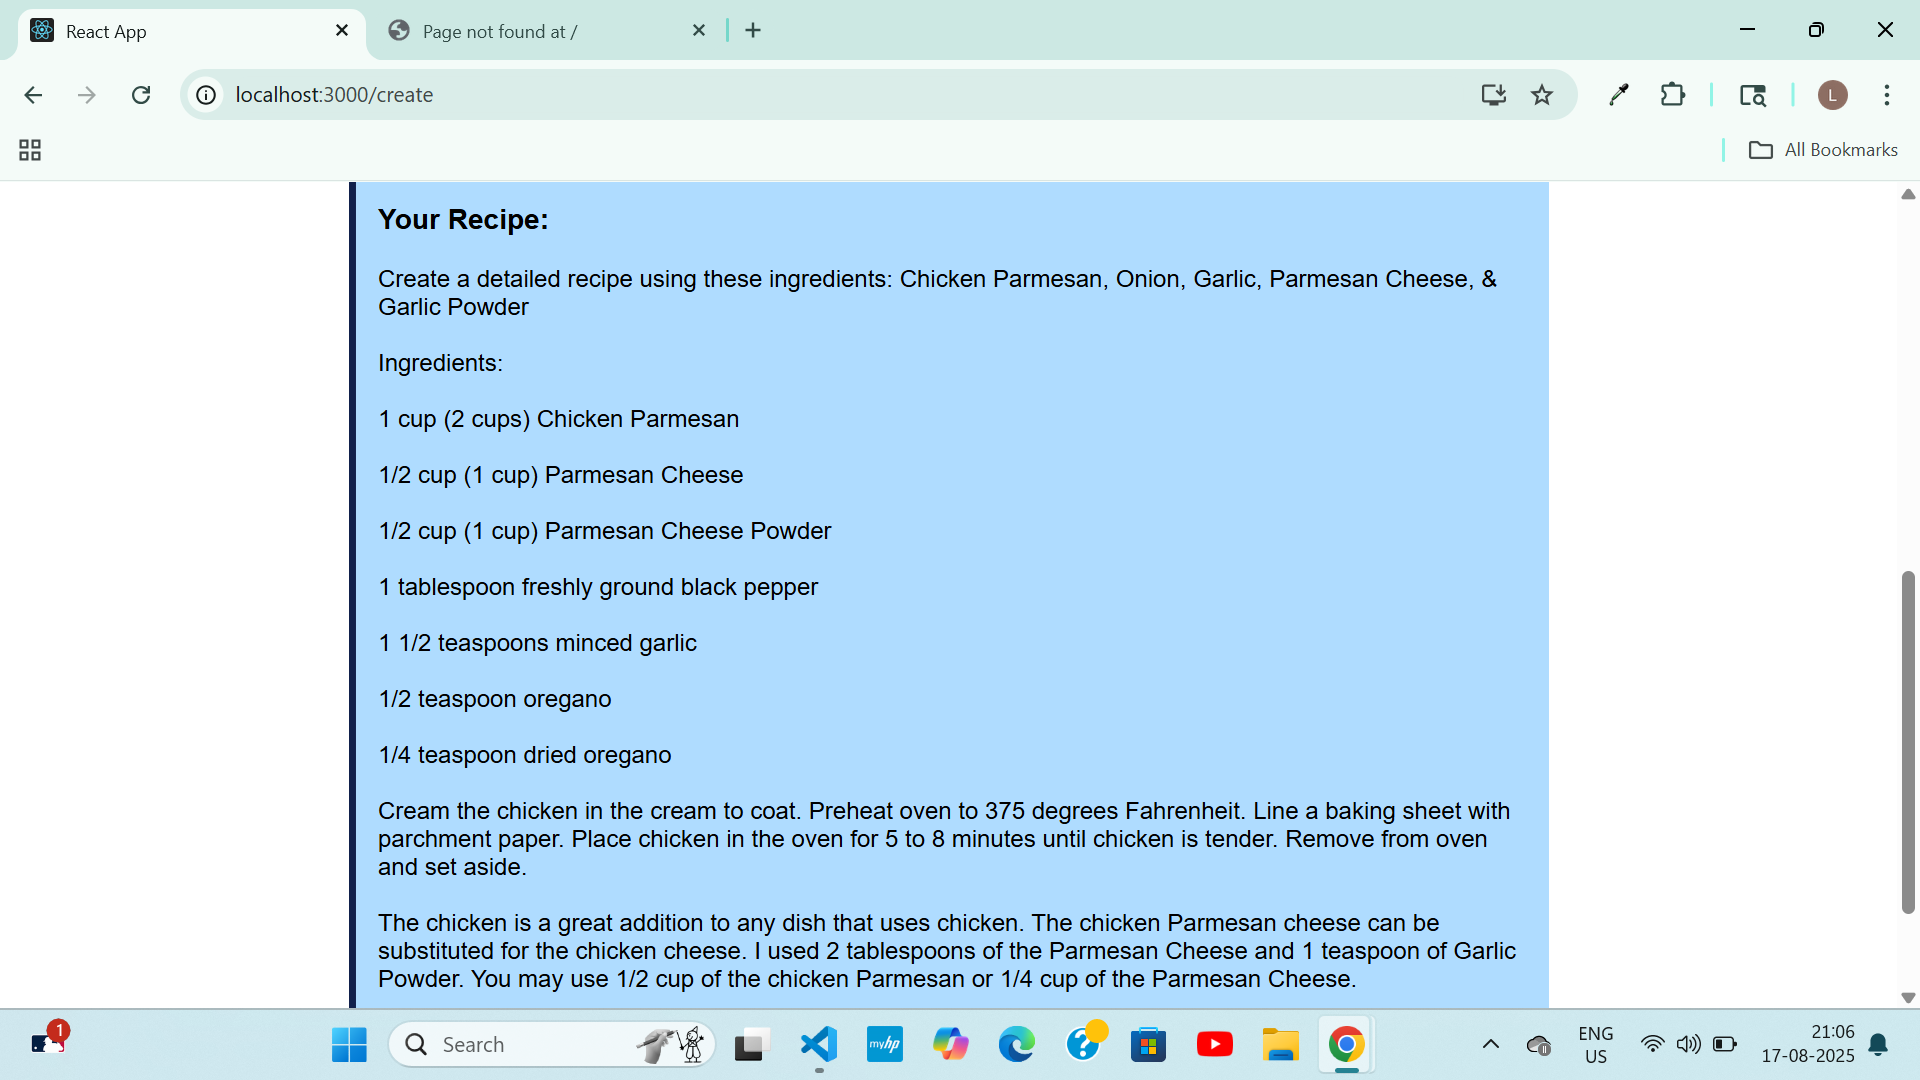 React App
Page not found at /
localhost:3000/create
L
All Bookmarks
Your Recipe:
Create a detailed recipe using these ingredients: Chicken Parmesan, Onion, Garlic, Parmesan Cheese, &
Garlic Powder
Ingredients:
1 cup (2 cups) Chicken Parmesan
1/2 cup (1 cup) Parmesan Cheese
1/2 cup (1 cup) Parmesan Cheese Powder
1 tablespoon freshly ground black pepper
1 1/2 teaspoons minced garlic
1/2 teaspoon oregano
1/4 teaspoon dried oregano
Cream the chicken in the cream to coat. Preheat oven to 375 degrees Fahrenheit. Line a baking sheet with
parchment paper. Place chicken in the oven for 5 to 8 minutes until chicken is tender. Remove from oven
and set aside.
The chicken is a great addition to any dish that uses chicken. The chicken Parmesan cheese can be
substituted for the chicken cheese. I used 2 tablespoons of the Parmesan Cheese and 1 teaspoon of Garlic
Powder. You may use 1/2 cup of the chicken Parmesan or 1/4 cup of the Parmesan Cheese.
1
Search
myhp
?
ENG
US
21:06
17-08-2025